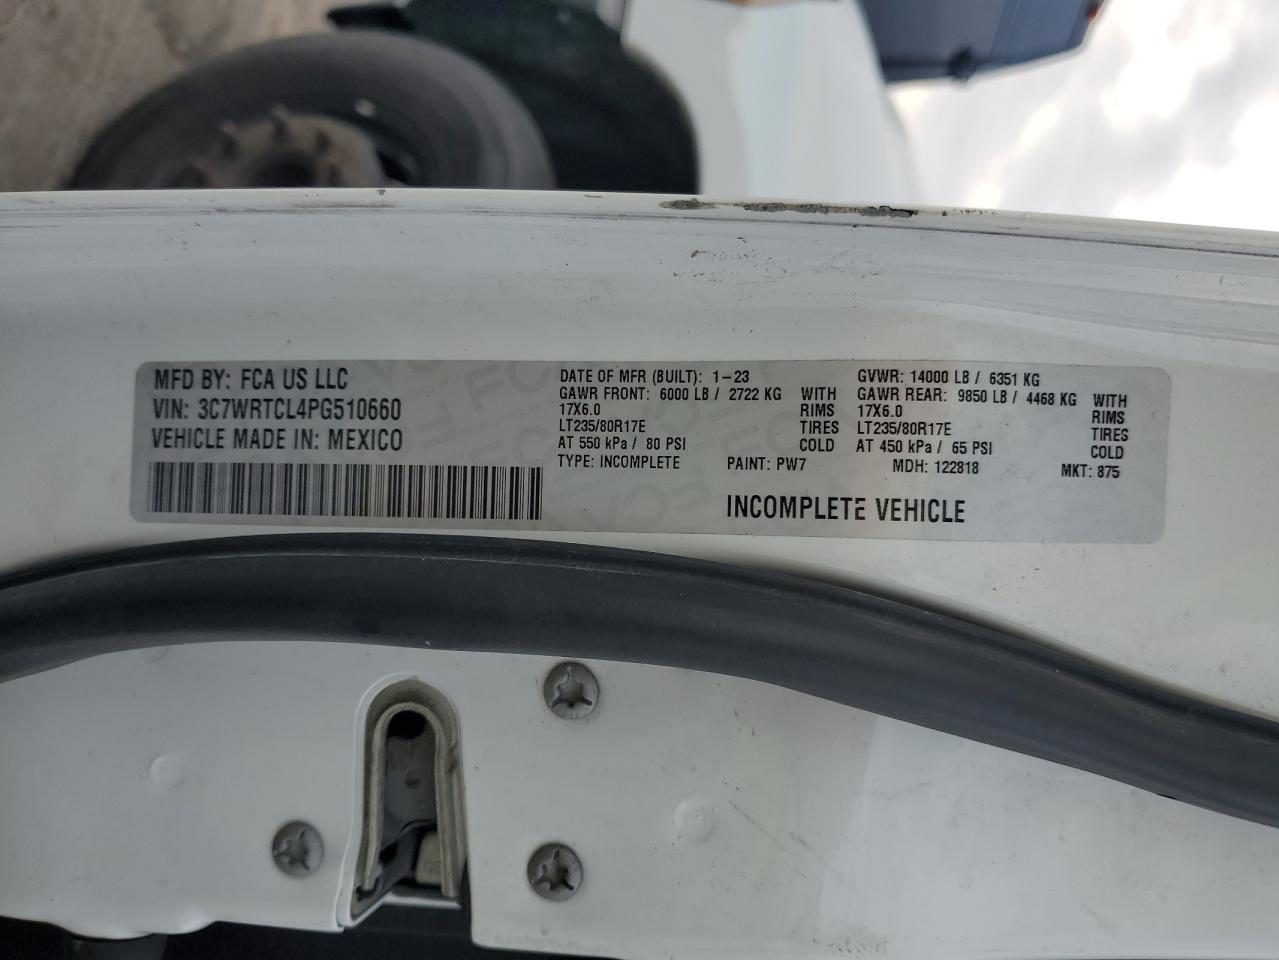 MFD BY: FCA US LLC
VIN: 3C7WRTCL4PG510660
VEHICLE MADE IN: MEXICO
DATE OF MFR (BUILT): 1-23
GAWR FRONT: 6000 LB / 2722 KG WITH
17X6.0 RIMS
LT235/80R17E TIRES
AT 550 kPa / 80 PSI COLD
TYPE: INCOMPLETE PAINT: PW7
GVWR: 14000 LB / 6351 KG
GAWR REAR: 9850 LB / 4468 KG WITH
17X6.0 RIMS
LT235/80R17E TIRES
AT 450 kPa / 65 PSI COLD
MDH: 122818 MKT: 875
INCOMPLETE VEHICLE